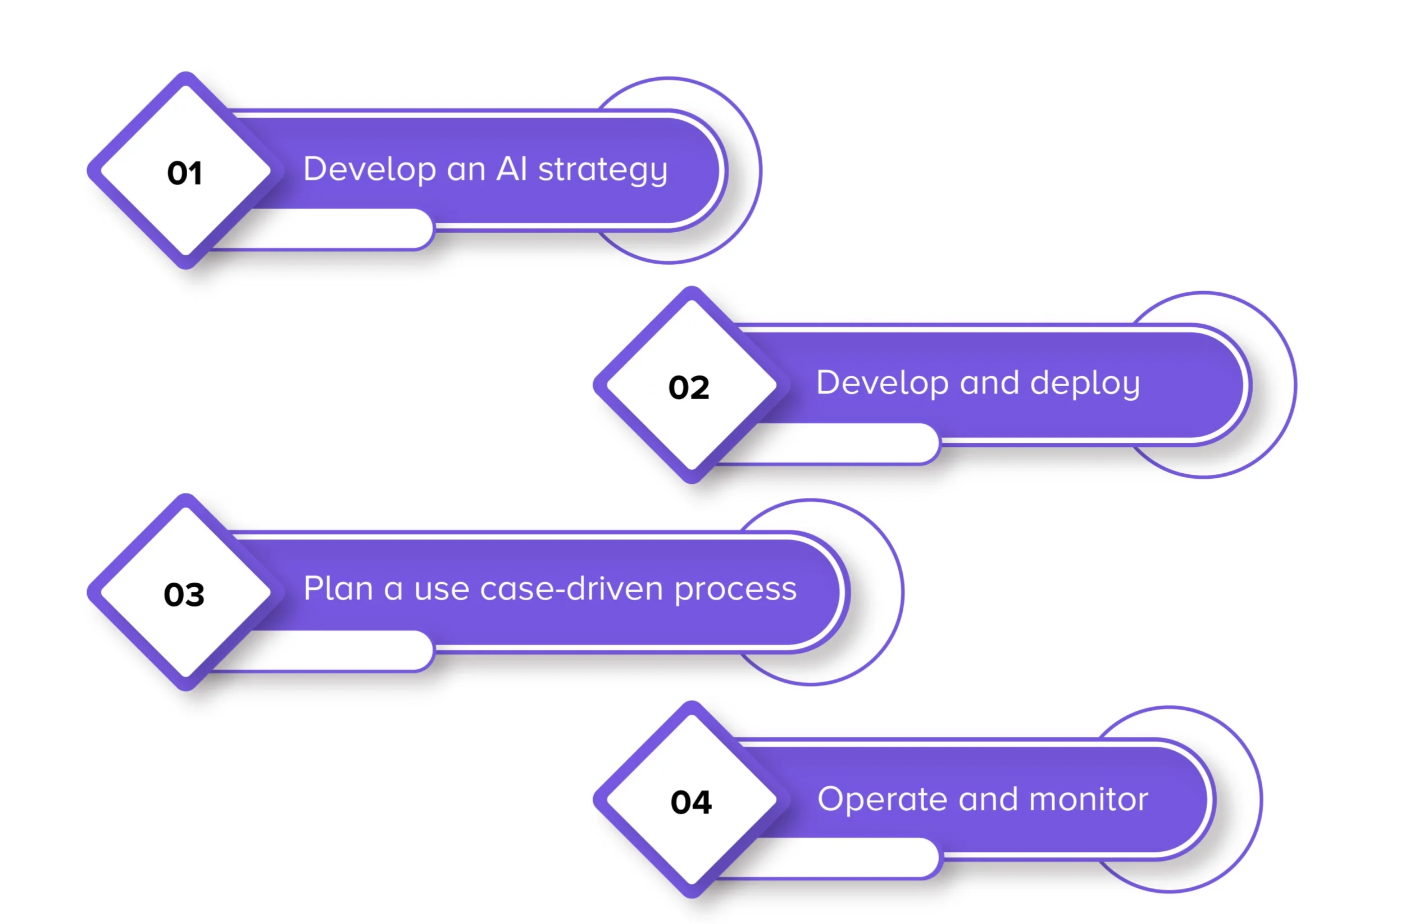 01
Develop an AI strategy
02
Develop and deploy
03
Plan a use case-driven process
04
Operate and monitor